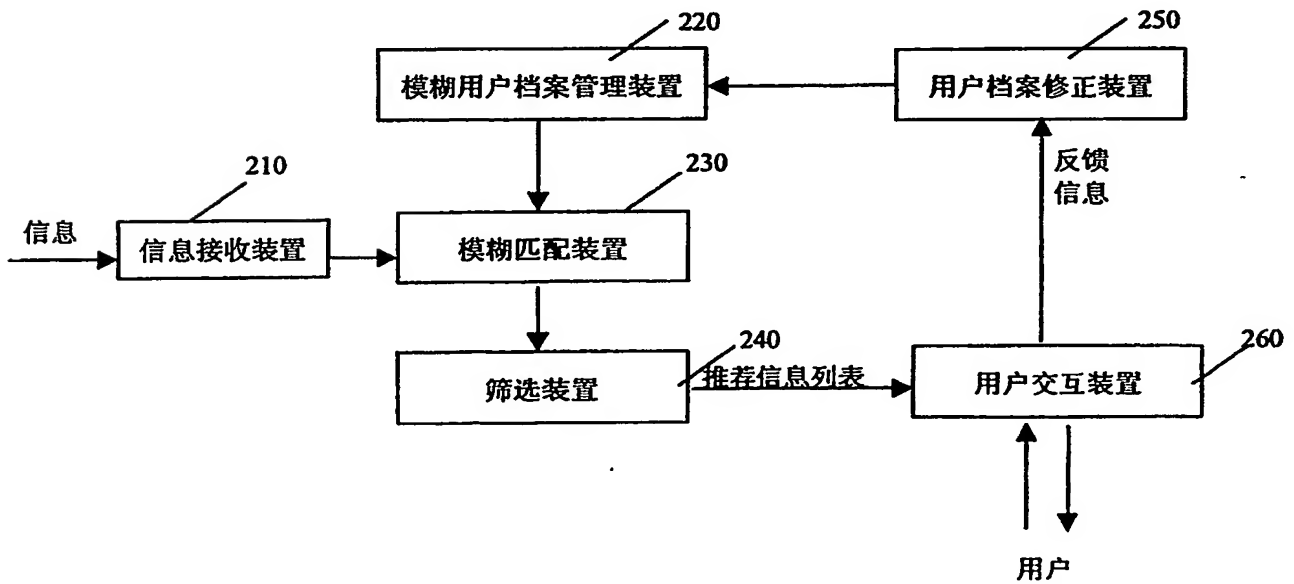 220
250
模糊用户档案管理装置
用户档案修正装置
反馈
信息
210
230
信息
信息接收装置
模糊匹配装置
240
260
推荐信息列表
筛选装置
用户交互装置
用户